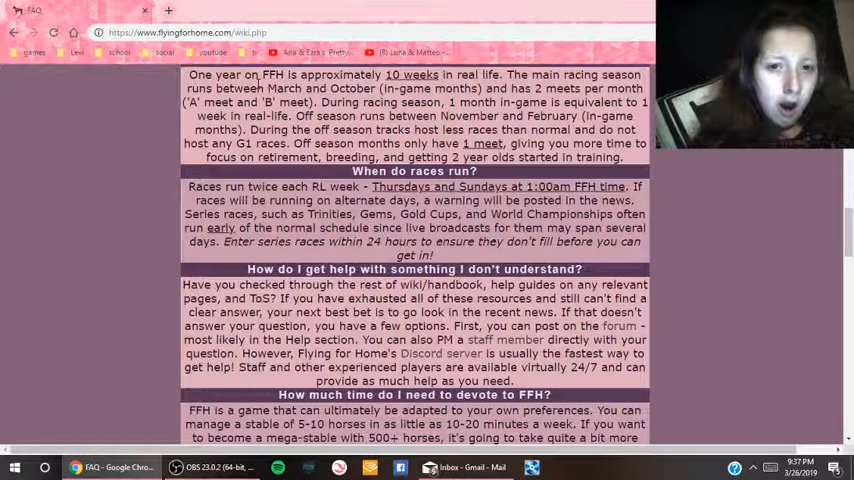 FAQ
https://www.flyingforhome.com/wiki.php
games
Lew
school
social
youtube
tv
Aria & Ezra's 'Pretty...
(8) Luna & Matteo -...
One year on FFH is approximately 10 weeks in real life. The main racing season
runs between March and October (in-game months) and has 2 meets per month
('A' meet and 'B' meet). During racing season, 1 month in-game is equivalent to 1
week in real-life. Off season runs between November and February (in-game
months). During the off season tracks host less races than normal and do not
host any G1 races. Off season months only have 1 meet, giving you more time to
focus on retirement, breeding, and getting 2 year olds started in training.
When do races run?
Races run twice each RL week - Thursdays and Sundays at 1:00am FFH time. If
races will be running on alternate days, a warning will be posted in the news.
Series races, such as Trinities, Gems, Gold Cups, and World Championships often
run early of the normal schedule since live broadcasts for them may span several
days. Enter series races within 24 hours to ensure they don't fill before you can
get in!
How do I get help with something I don't understand?
Have you checked through the rest of wiki/handbook, help guides on any relevant
pages, and ToS? If you have exhausted all of these resources and still can't find a
clear answer, your next best bet is to go look in the recent news. If that doesn't
answer your question, you have a few options. First, you can post on the forum -
most likely in the Help section. You can also PM a staff member directly with your
question. However, Flying for Home's Discord server is usually the fastest way to
get help! Staff and other experienced players are available virtually 24/7 and can
provide as much help as you need.
How much time do I need to devote to FFH?
FFH is a game that can ultimately be adapted to your own preferences. You can
manage a stable of 5-10 horses in as little as 10-20 minutes a week. If you want
to become a mega-stable with 500+ horses, it's going to take quite a bit more
FAQ - Google Chro...
OBS 23.0.2 (64-bit, ...
Inbox - Gmail - Mail
9:37 PM
3/26/2019